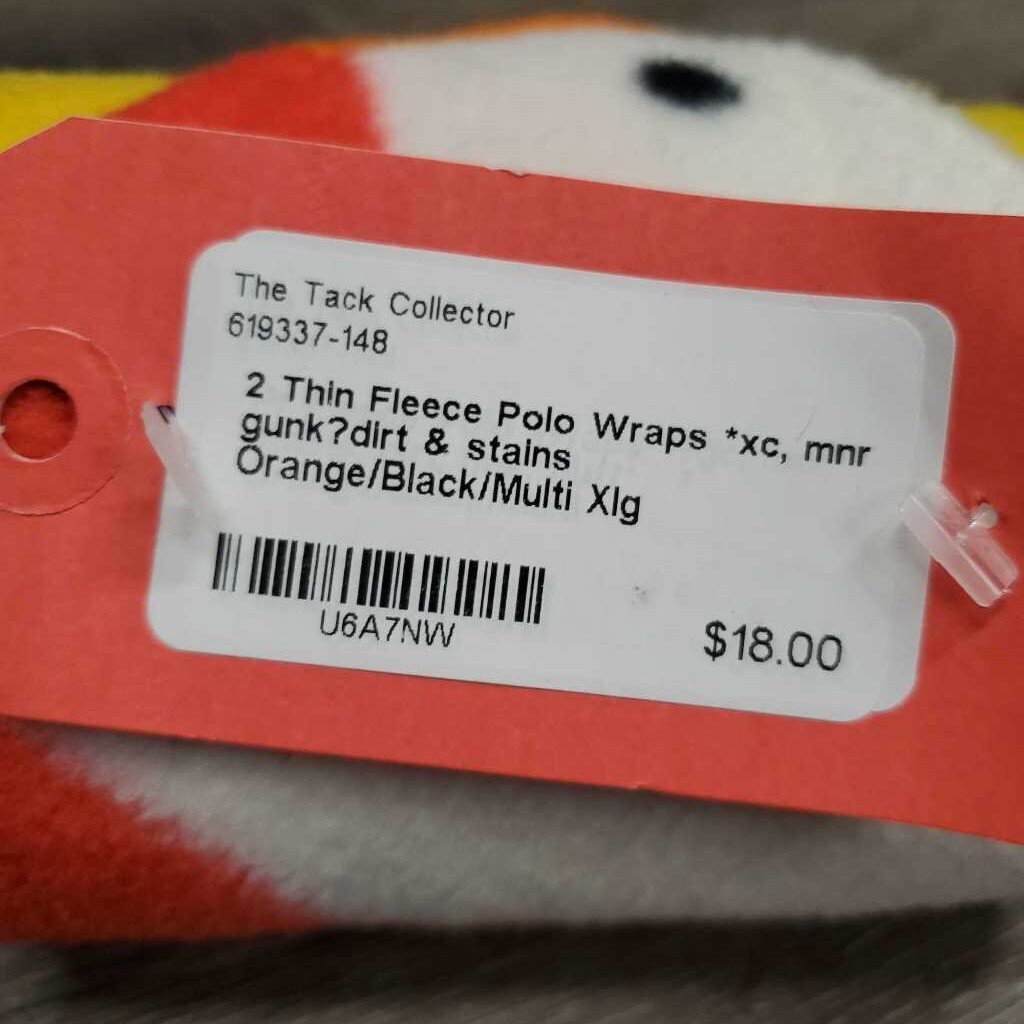 The Tack Collector
619337-148
2 Thin Fleece Polo Wraps *xc, mnr
gunk?dirt & stains
Orange/Black/Multi Xlg
U6A7NW
$18.00